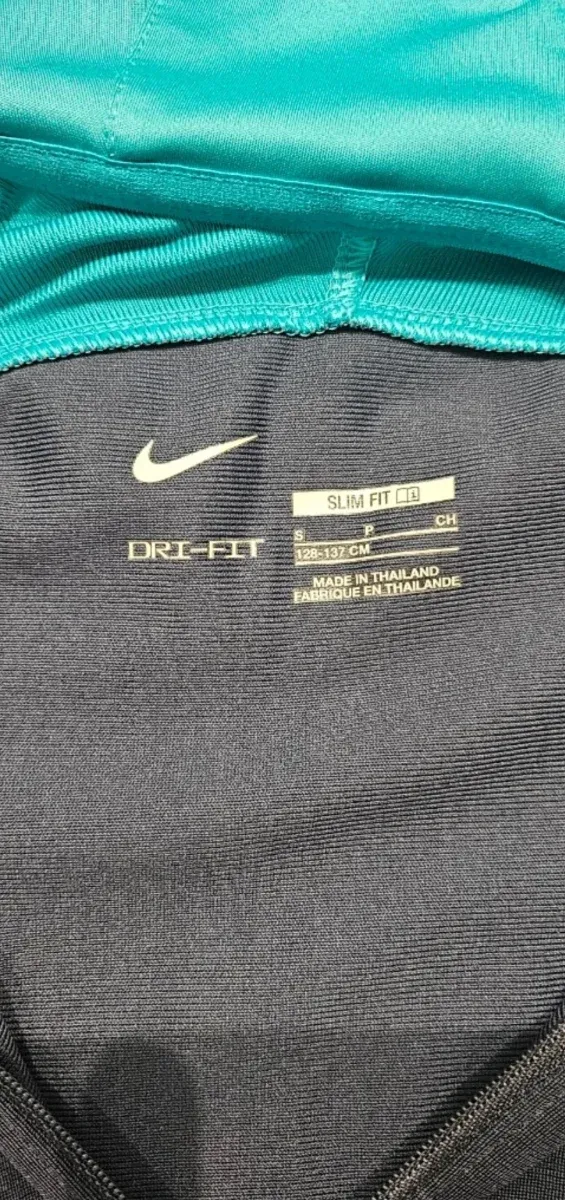 DRI-FIT
SLIM FIT
S P CH
128-137 CM
MADE IN THAILAND
FABRIQUE EN THAILANDE